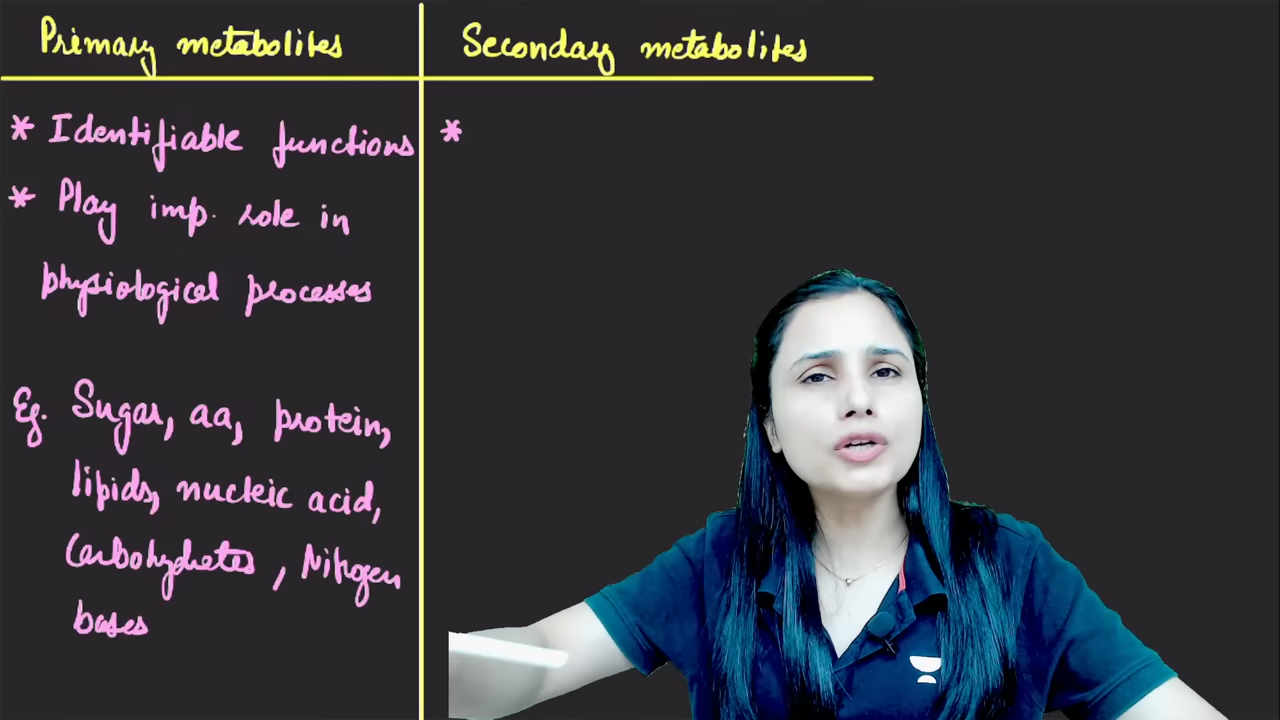 Primary metabolites
Secondary metabolites
* Identifiable functions
* Play imp. role in
physiological processes
Eg. Sugar, aa, protein,
lipids, nucleic acid,
Carbohydrates, Nitrogen
bases
*